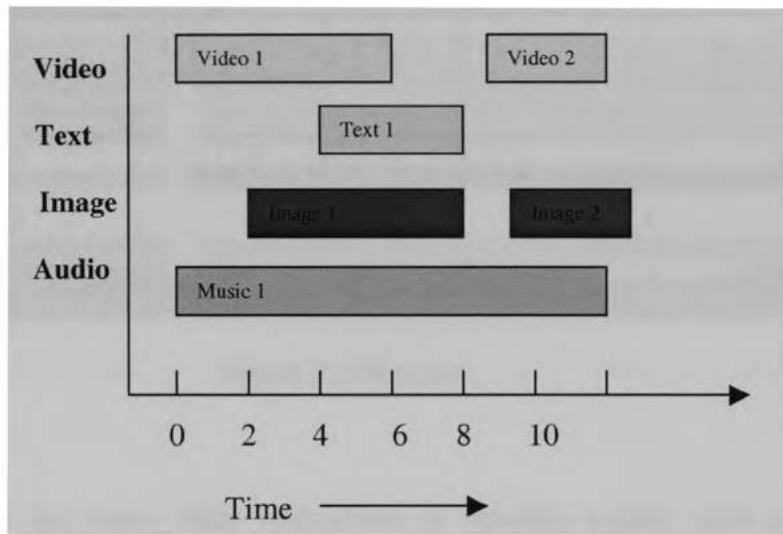 Video
Video 1
Video 2
Text
Text 1
Image
Image 1
Image 2
Audio
Music 1
0 2 4 6 8 10
Time